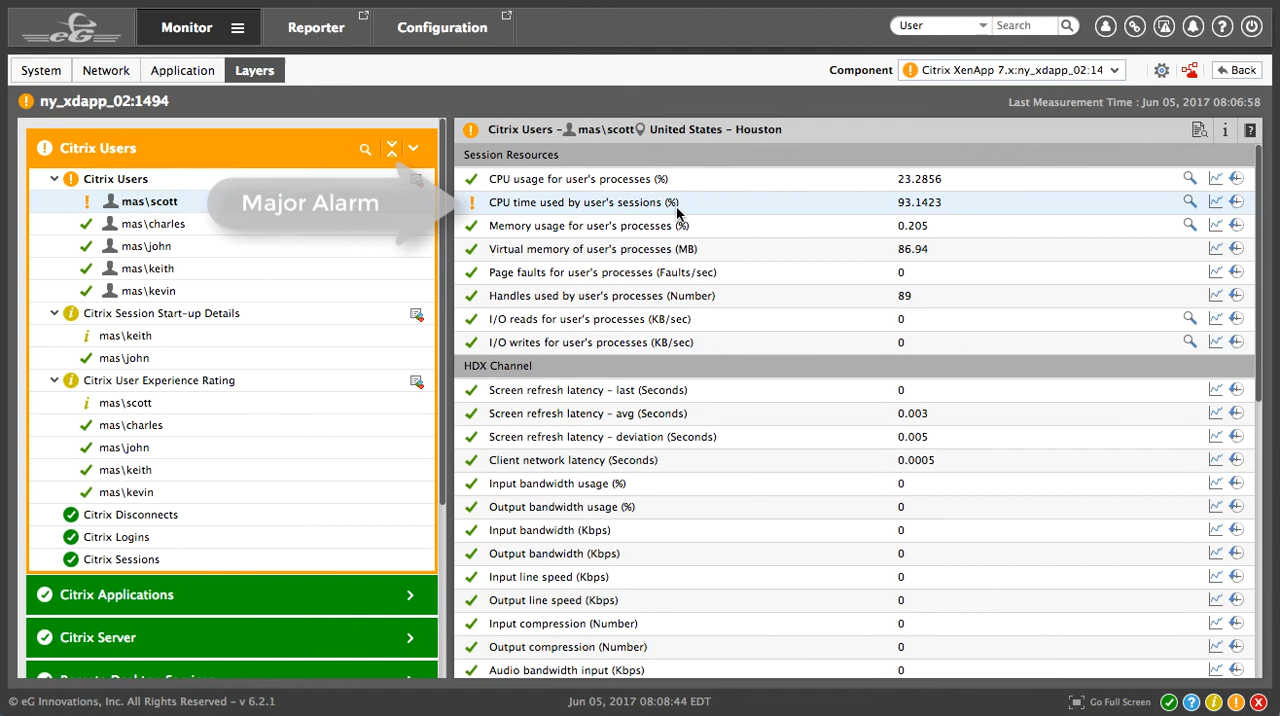 eG
Monitor
Reporter
Configuration
User
Search
System
Network
Application
Layers
Component
Citrix XenApp 7.x:ny_xdapp_02:14
Back
ny_xdapp_02:1494
Last Measurement Time : Jun 05, 2017 08:06:58
Citrix Users
Citrix Users
mas\scott
mas\charles
mas\john
mas\keith
mas\kevin
Citrix Session Start-up Details
mas\keith
mas\john
Citrix User Experience Rating
mas\scott
mas\charles
mas\john
mas\keith
mas\kevin
Citrix Disconnects
Citrix Logins
Citrix Sessions
Citrix Applications
Citrix Server
Major Alarm
Citrix Users - mas\scott United States - Houston
Session Resources
CPU usage for user's processes (%) 23.2856
CPU time used by user's sessions (%) 93.1423
Memory usage for user's processes (%) 0.205
Virtual memory of user's processes (MB) 86.94
Page faults for user's processes (Faults/sec) 0
Handles used by user's processes (Number) 89
I/O reads for user's processes (KB/sec) 0
I/O writes for user's processes (KB/sec) 0
HDX Channel
Screen refresh latency - last (Seconds) 0
Screen refresh latency - avg (Seconds) 0.003
Screen refresh latency - deviation (Seconds) 0.005
Client network latency (Seconds) 0.0005
Input bandwidth usage (%) 0
Output bandwidth usage (%) 0
Input bandwidth (Kbps) 0
Output bandwidth (Kbps) 0
Input line speed (Kbps) 0
Output line speed (Kbps) 0
Input compression (Number) 0
Output compression (Number) 0
Audio bandwidth input (Kbps) 0
© eG Innovations, Inc. All Rights Reserved - v 6.2.1
Jun 05, 2017 08:08:44 EDT
Go Full Screen